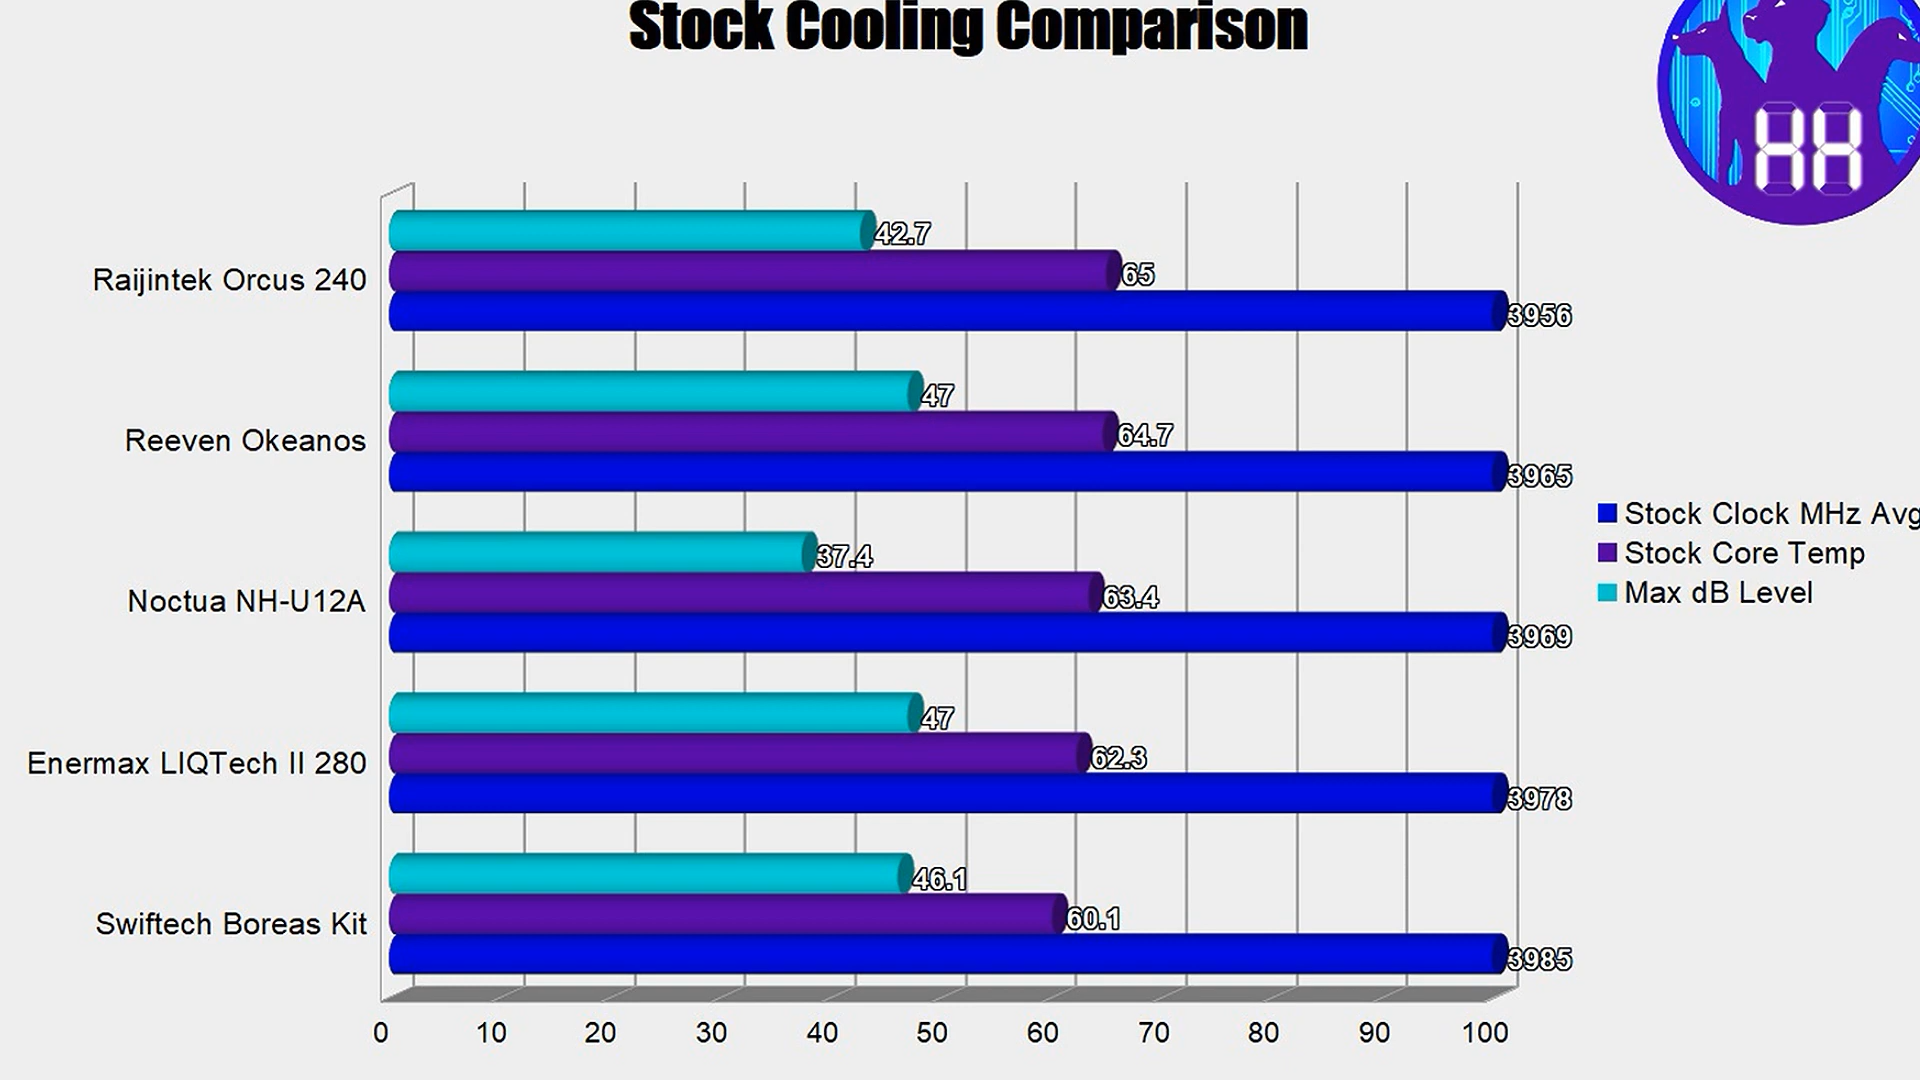 Stock Cooling Comparison
HH
Raijintek Orcus 240
42.7
65
3956
Reeven Okeanos
47
64.7
3965
Noctua NH-U12A
37.4
63.4
3969
Enermax LIQTech II 280
47
62.3
3978
Swiftech Boreas Kit
46.1
60.1
3985
Stock Clock MHz Avg
Stock Core Temp
Max dB Level
0 10 20 30 40 50 60 70 80 90 100